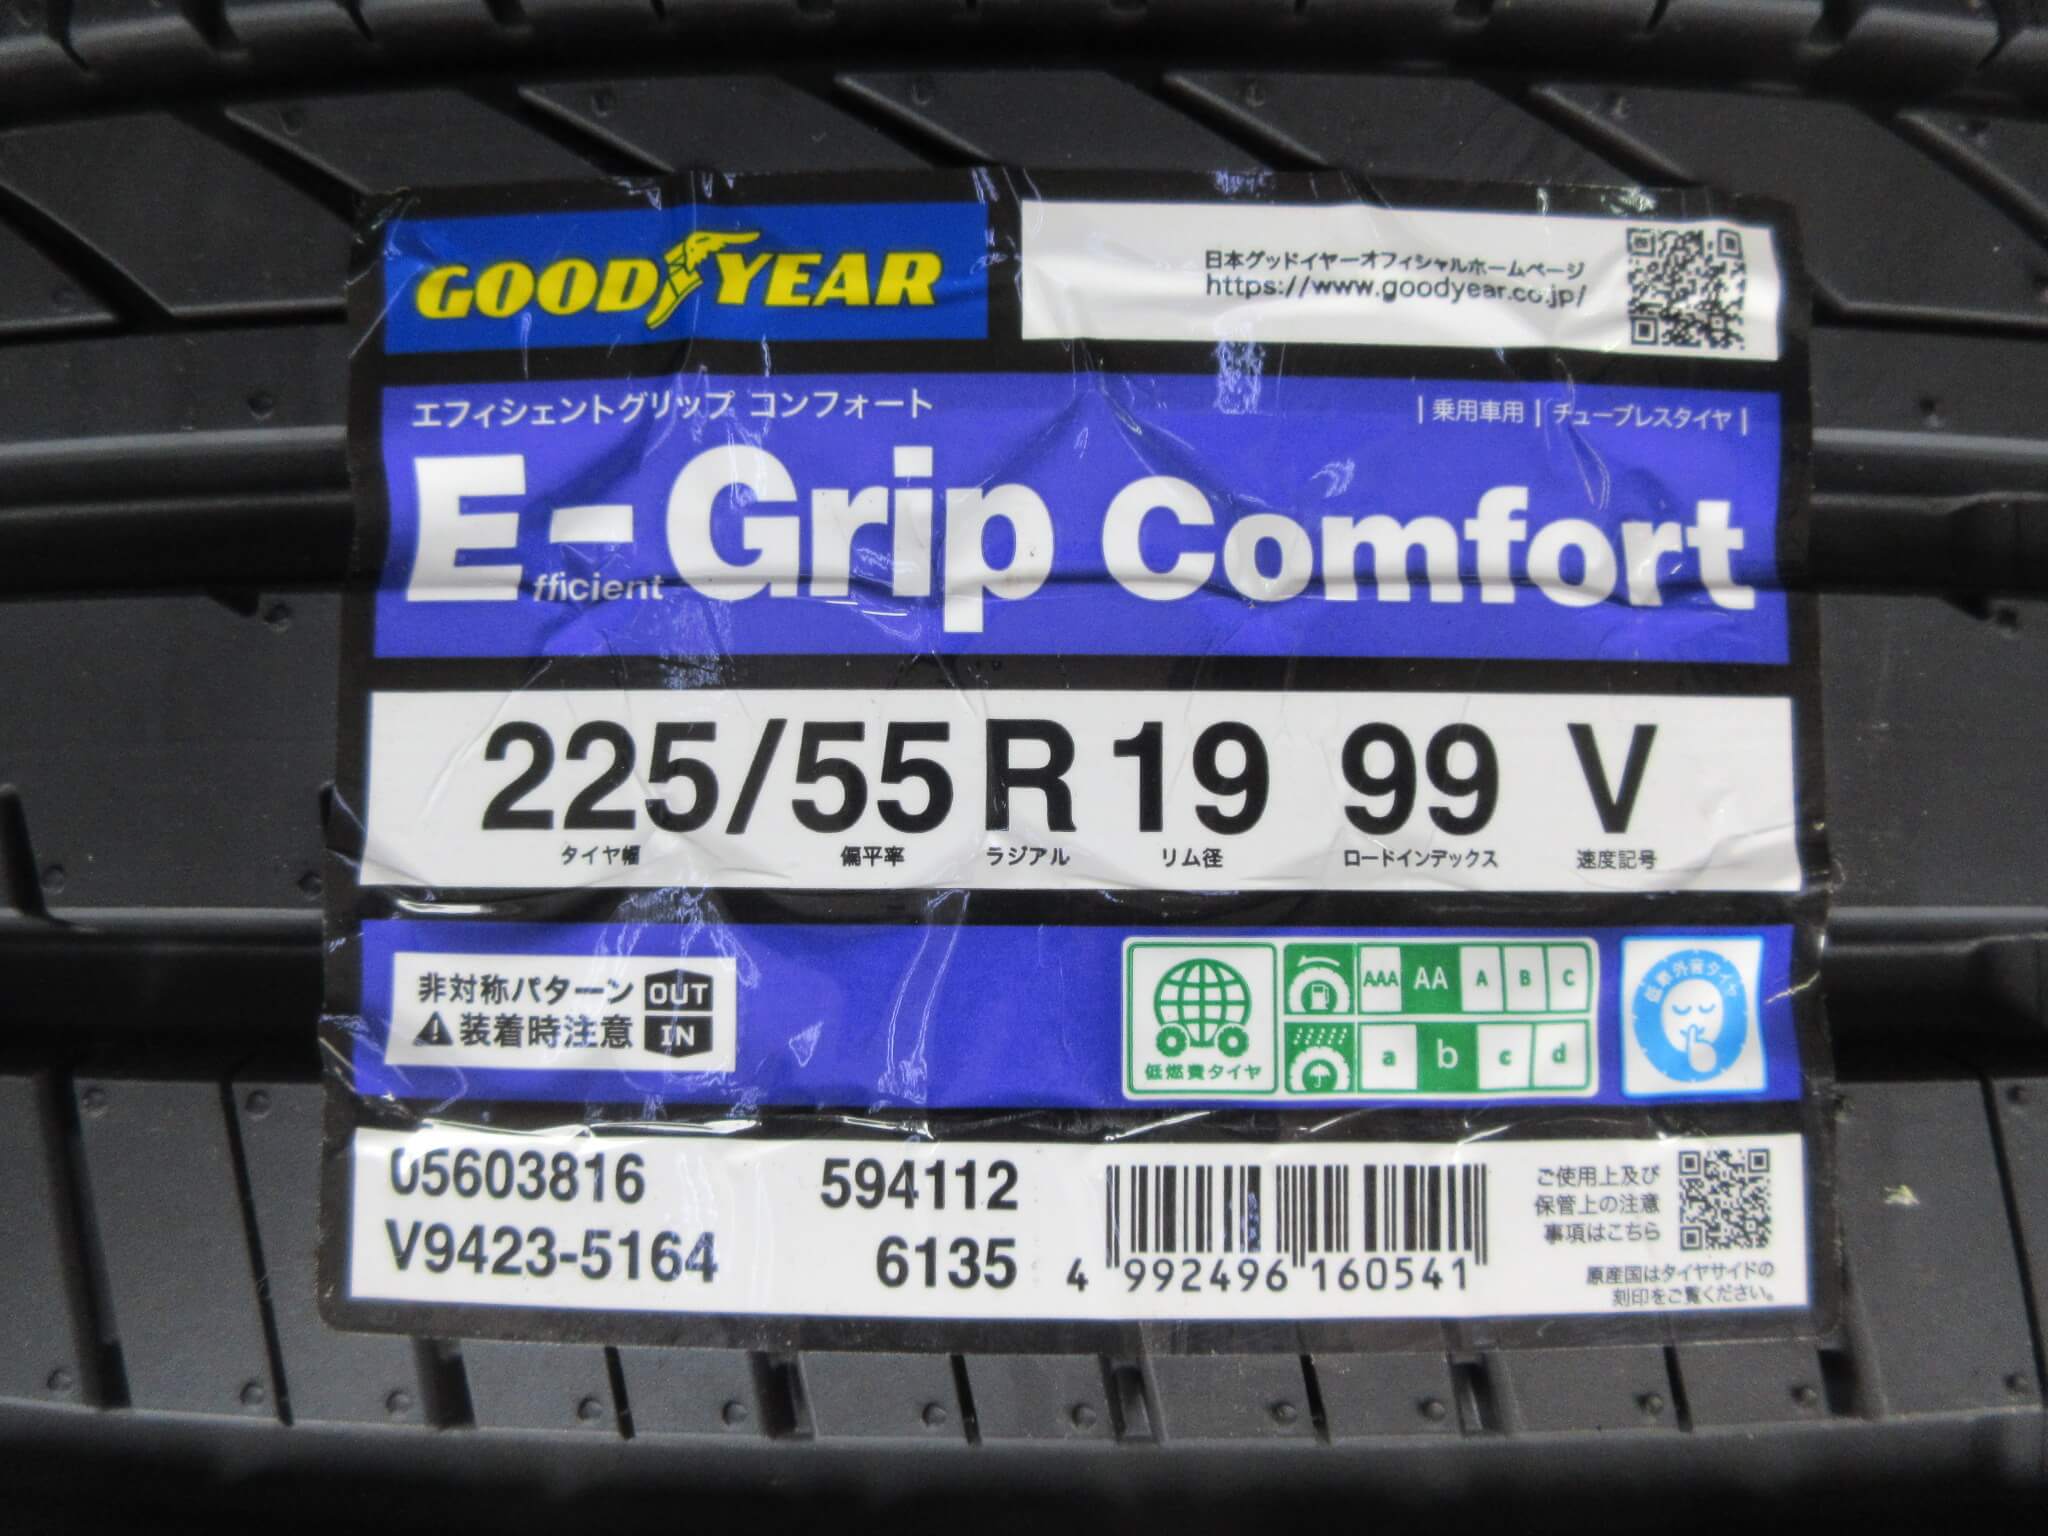 GOODYEAR
日本グッドイヤーオフィシャルホームページ
https://www.goodyear.co.jp/
エフィシェントグリップ コンフォート
|乗用車用|チューブレスタイヤ|
E-Grip Comfort
fficient
225/55 R 19 99 V
タイヤ幅 偏平率 ラジアル リム径 ロードインデックス 速度記号
非対称パターン OUT
装着時注意 IN
低燃費タイヤ
AAA AA A B C
a b c d
低車外音タイヤ
05603816 594112
V9423-5164 6135
4 992496 160541
ご使用上及び
保管上の注意
事項はこちら
原産国はタイヤサイドの
刻印をご覧ください。